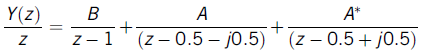 Y(z)/z = B/(z − 1) + A/(z − 0.5 − j0.5) + A*/(z − 0.5 + j0.5)